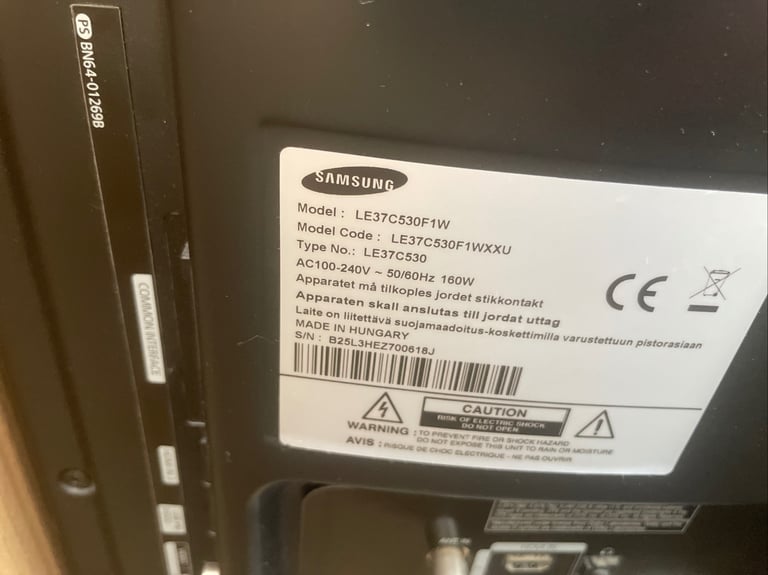 PS BN64-01269B
COMMON INTERFACE
SAMSUNG
Model : LE37C530F1W
Model Code : LE37C530F1WXXU
Type No.: LE37C530
AC100-240V ~ 50/60Hz 160W
Apparatet må tilkoples jordet stikkontakt
Apparaten skall anslutas till jordat uttag
Laite on liitettävä suojamaadoitus-koskettimilla varustettuun pistorasiaan
MADE IN HUNGARY
S/N : B25L3HEZ700618J
CE
CAUTION
RISK OF ELECTRIC SHOCK
DO NOT OPEN
WARNING : TO PREVENT FIRE OR SHOCK HAZARD
DO NOT EXPOSE THIS UNIT TO RAIN OR MOISTURE
AVIS : RISQUE DE CHOC ELECTRIQUE - NE PAS OUVRIR